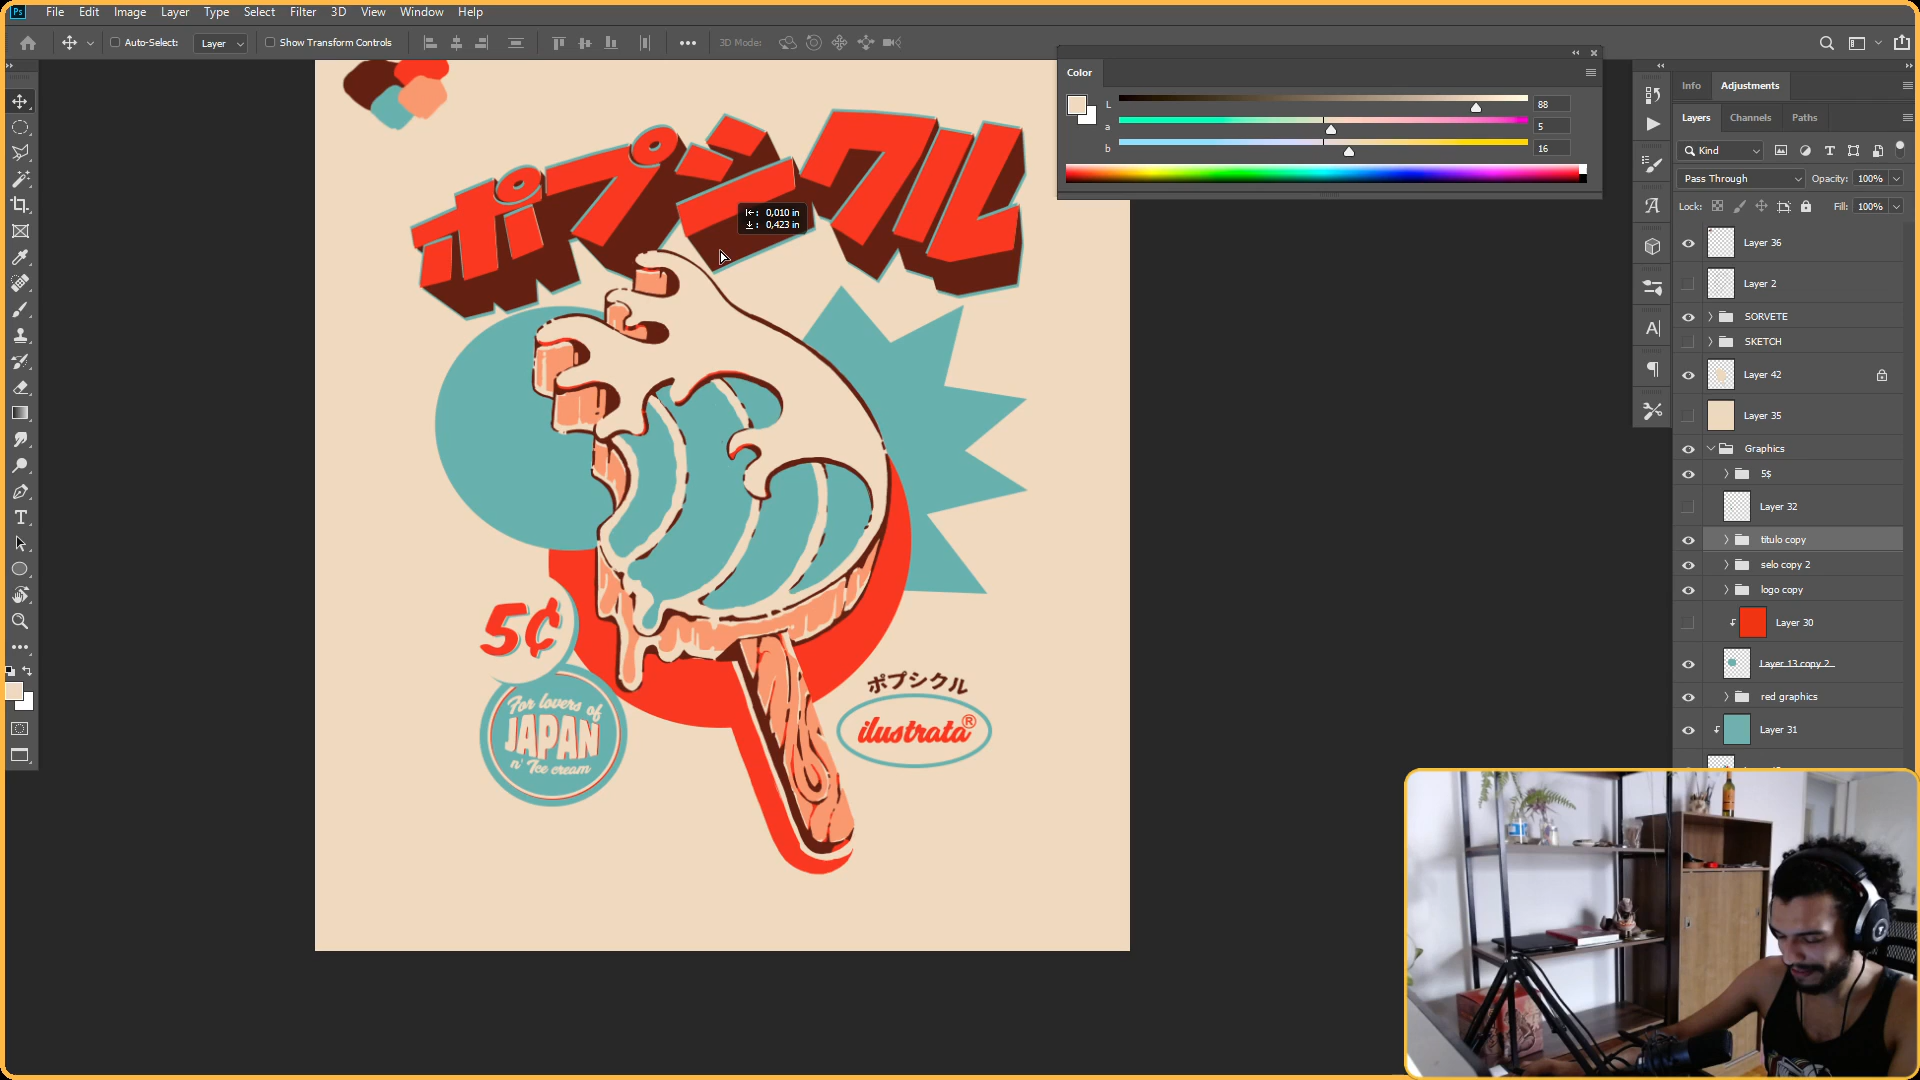 Ps File Edit Image Layer Type Select Filter 3D View Window Help
Auto-Select: Layer Show Transform Controls 3D Mode:
Color
L 88
a 5
b 16
Info Adjustments
Layers Channels Paths
Kind
Pass Through Opacity: 100%
Lock: Fill: 100%
Layer 36
Layer 2
SORVETE
SKETCH
Layer 42
Layer 35
Graphics
5$
Layer 32
titulo copy
selo copy 2
logo copy
Layer 30
Layer 13 copy 2
red graphics
Layer 31
ポプシクル
0,010 in
0,423 in
5¢
For lovers of
JAPAN
n' Ice cream
ポプシクル
ilustrata®